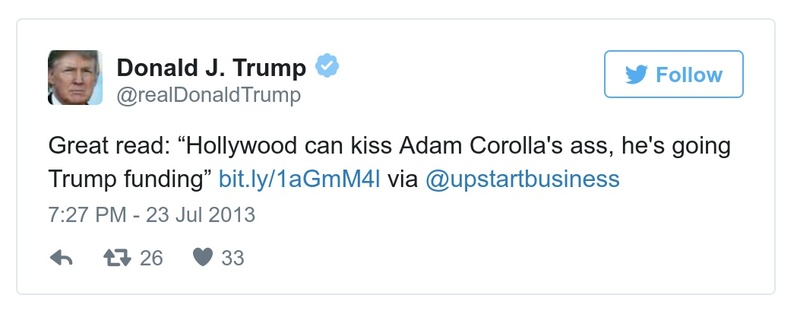 Donald J. Trump
@realDonaldTrump
Follow
Great read: “Hollywood can kiss Adam Corolla's ass, he's going
Trump funding” bit.ly/1aGmM4I via @upstartbusiness
7:27 PM - 23 Jul 2013
26 33